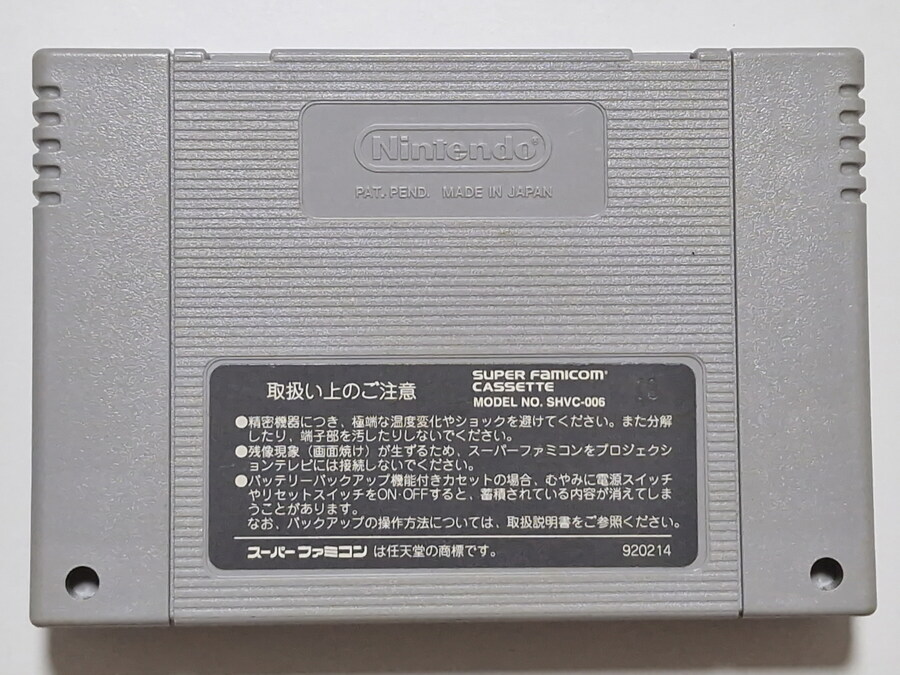 Nintendo®
PAT. PEND. MADE IN JAPAN
取扱い上のご注意
SUPER FAMICOM®
CASSETTE
MODEL NO. SHVC-006
●精密機器につき、極端な温度変化やショックを避けてください。また分解
したり、端子部を汚したりしないでください。
●残像現象（画面焼け）が生ずるため、スーパーファミコンをプロジェクシ
ョンテレビには接続しないでください。
●バッテリーバックアップ機能付きカセットの場合、むやみに電源スイッチ
やリセットスイッチをON·OFFすると、蓄積されている内容が消えてしま
うことがあります。
なお、バックアップの操作方法については、取扱説明書をご参照ください。
スーパーファミコン は任天堂の商標です。 920214